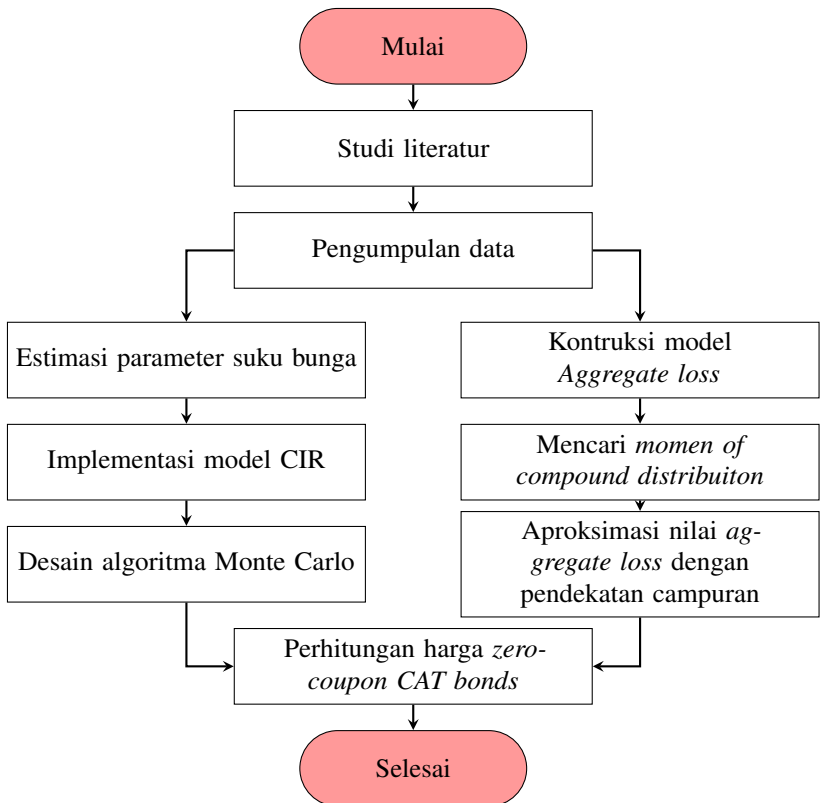 Mulai
Studi literatur
Pengumpulan data
Estimasi parameter suku bunga
Implementasi model CIR
Desain algoritma Monte Carlo
Kontruksi model
Aggregate loss
Mencari momen of
compound distribuiton
Aproksimasi nilai ag-
gregate loss dengan
pendekatan campuran
Perhitungan harga zero-
coupon CAT bonds
Selesai